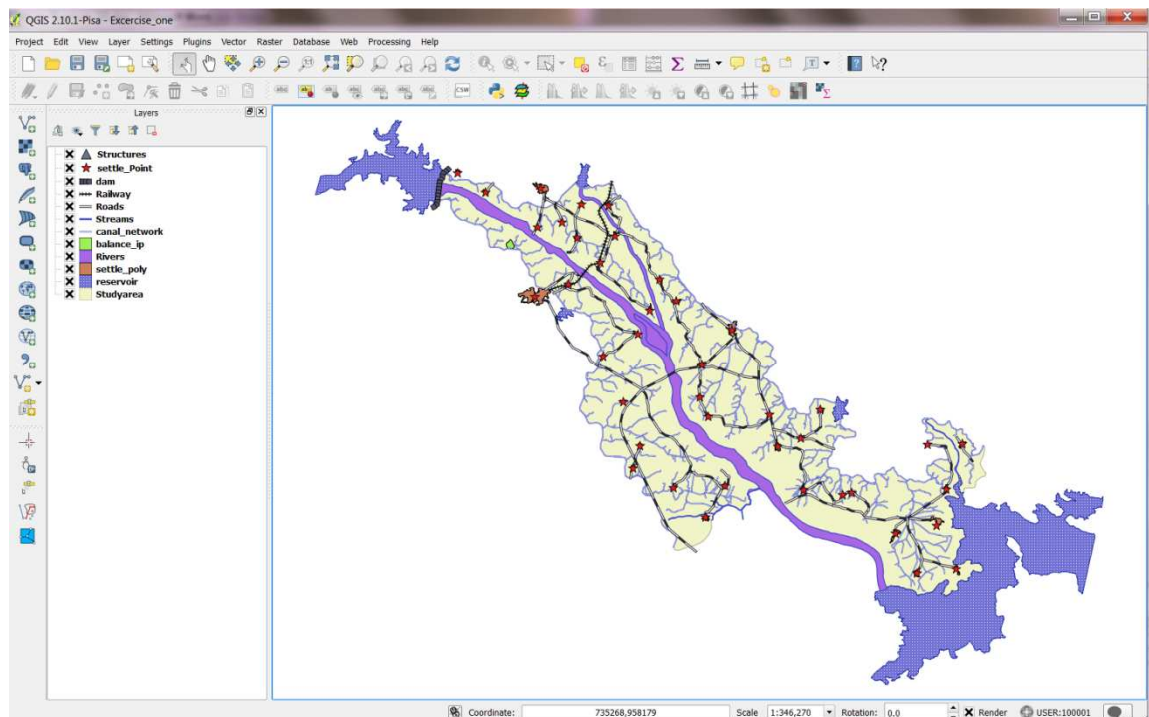 QGIS 2.10.1-Pisa - Excercise_one
Project Edit View Layer Settings Plugins Vector Raster Database Web Processing Help
CSW
Layers
Structures
settle_Point
dam
Railway
Roads
Streams
canal_network
balance_ip
Rivers
settle_poly
reservoir
Studyarea
Coordinate: 735268,958179 Scale 1:346,270 Rotation: 0.0 Render USER:100001